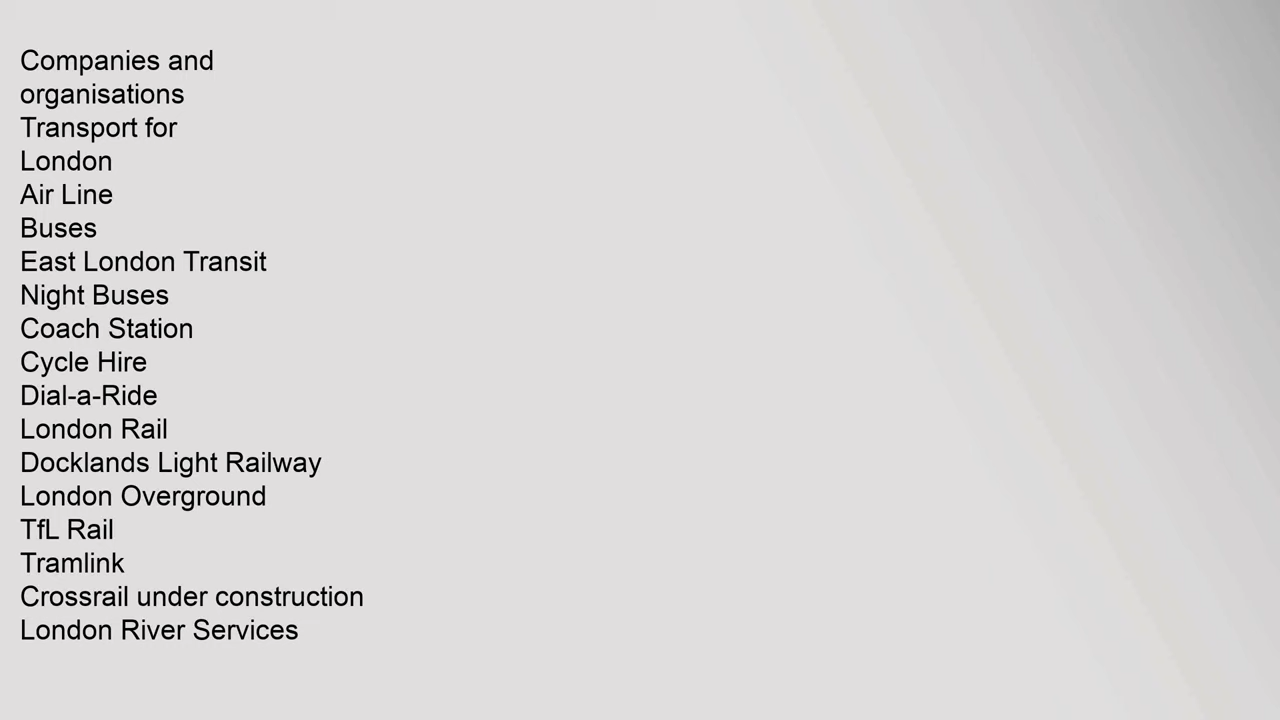 Companies and
organisations
Transport for
London
Air Line
Buses
East London Transit
Night Buses
Coach Station
Cycle Hire
Dial-a-Ride
London Rail
Docklands Light Railway
London Overground
TfL Rail
Tramlink
Crossrail under construction
London River Services